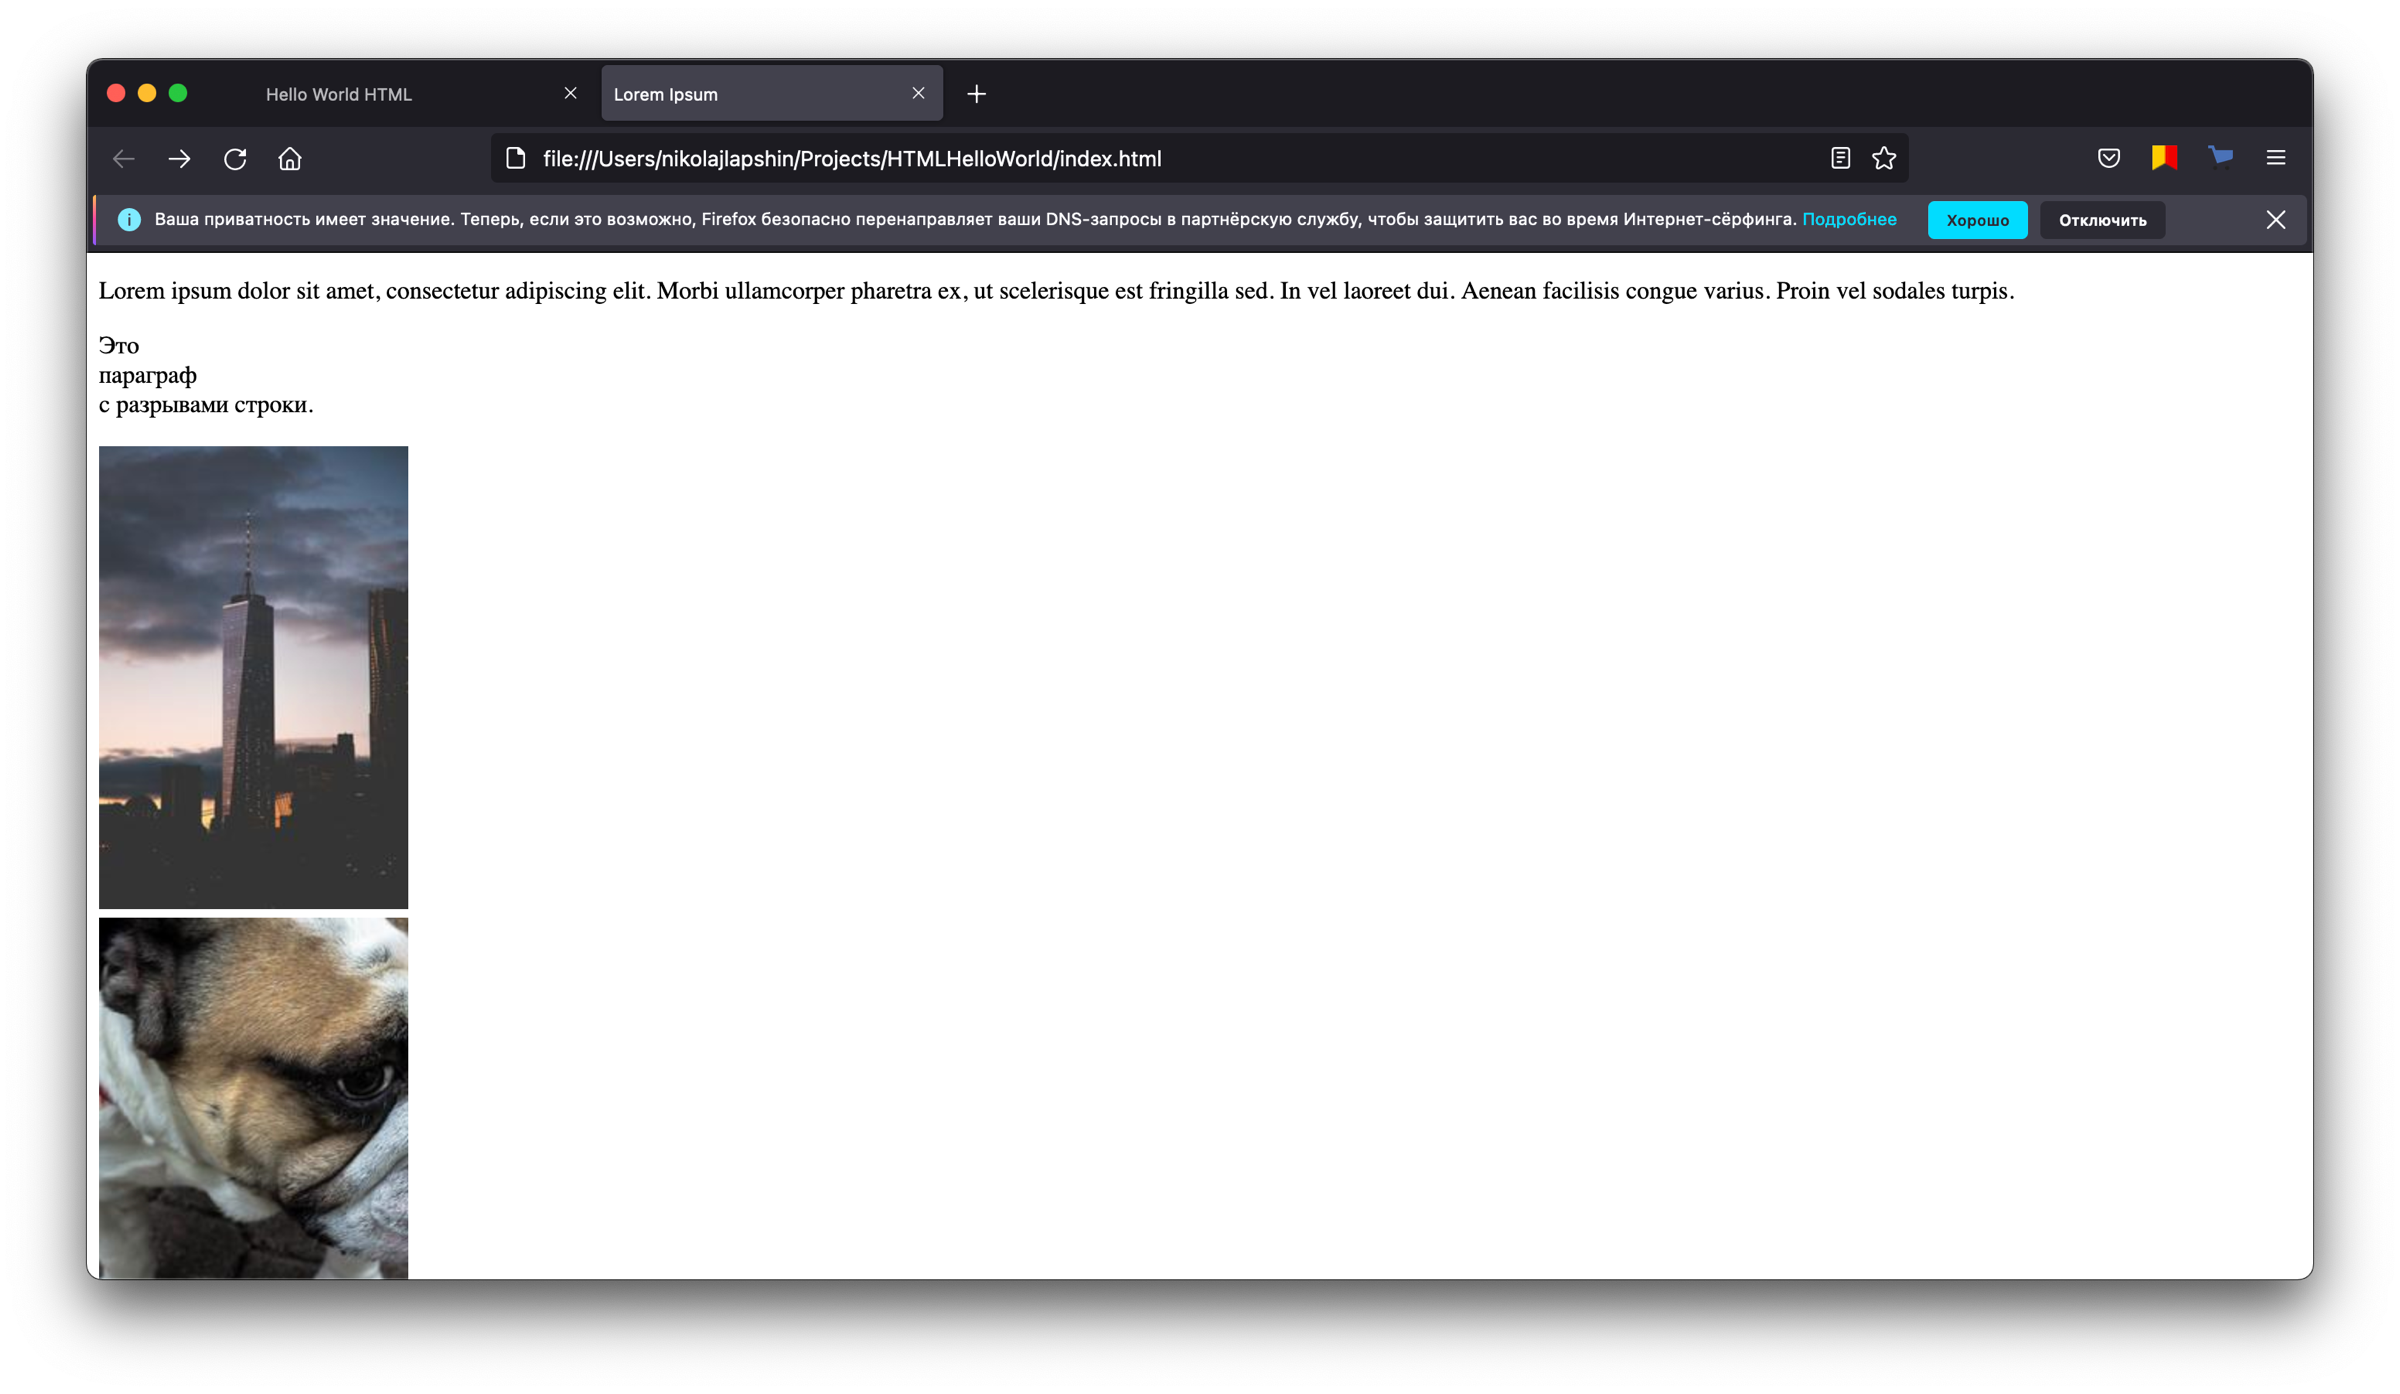 Hello World HTML
Lorem Ipsum
file:///Users/nikolajlapshin/Projects/HTMLHelloWorld/index.html
Ваша приватность имеет значение. Теперь, если это возможно, Firefox безопасно перенаправляет ваши DNS-запросы в партнёрскую службу, чтобы защитить вас во время Интернет-сёрфинга. Подробнее
Хорошо
Отключить
Lorem ipsum dolor sit amet, consectetur adipiscing elit. Morbi ullamcorper pharetra ex, ut scelerisque est fringilla sed. In vel laoreet dui. Aenean facilisis congue varius. Proin vel sodales turpis.
Это
параграф
с разрывами строки.